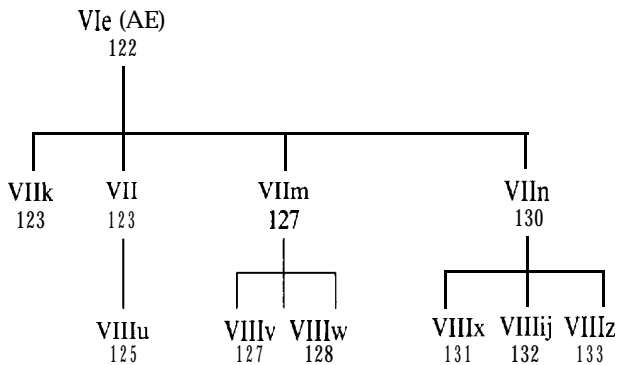 VIe (AE)
122
VIIk VII VIIm VIIn
123 123 127 130
VIIIu VIIIv VIIIw VIIIx VIIIij VIIIz
125 127 128 131 132 133